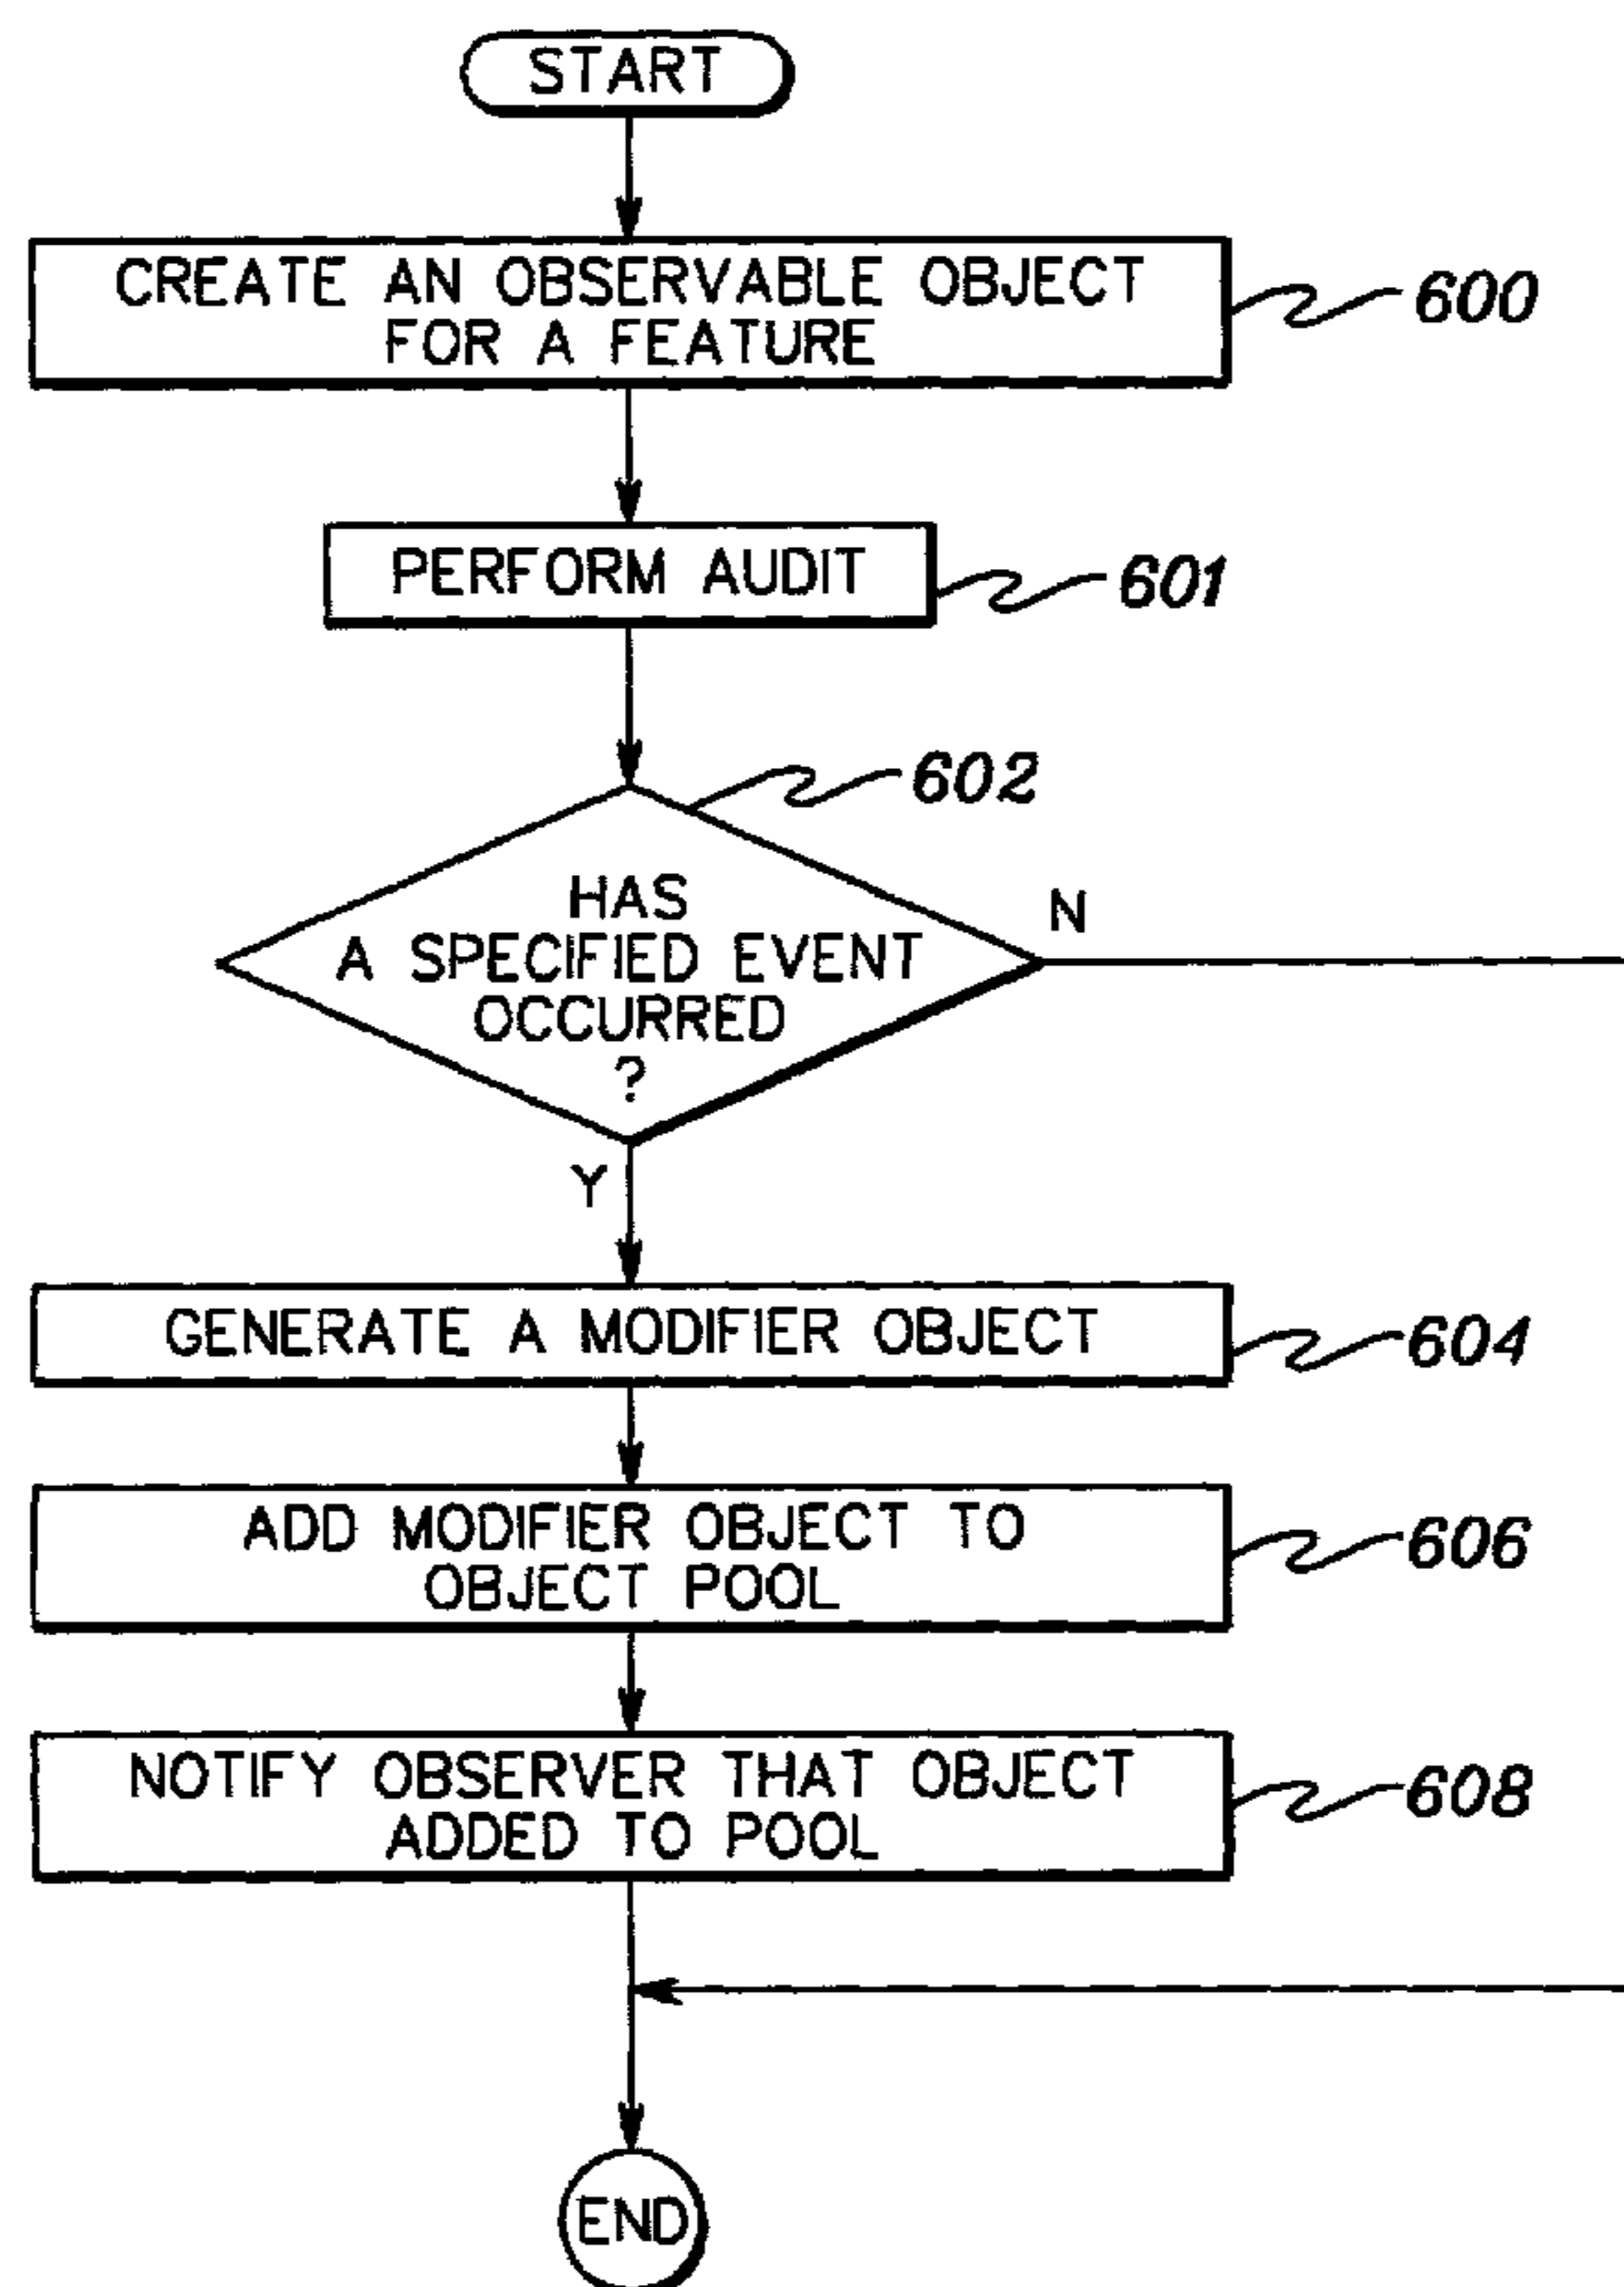 START
CREATE AN OBSERVABLE OBJECT
FOR A FEATURE
600
PERFORM AUDIT
601
602
HAS
A SPECIFIED EVENT
OCCURRED
?
N
Y
GENERATE A MODIFIER OBJECT
604
ADD MODIFIER OBJECT TO
OBJECT POOL
606
NOTIFY OBSERVER THAT OBJECT
ADDED TO POOL
608
END